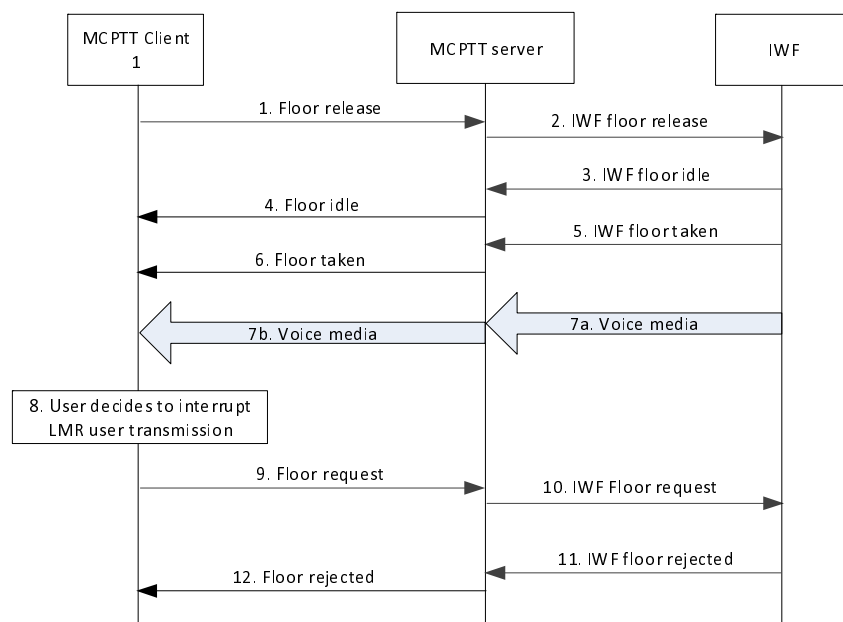 MCPTT Client
1
MCPTT server
IWF
1. Floor release
2. IWF floor release
3. IWF floor idle
4. Floor idle
5. IWF floor taken
6. Floor taken
7a. Voice media
7b. Voice media
8. User decides to interrupt
LMR user transmission
9. Floor request
10. IWF Floor request
11. IWF floor rejected
12. Floor rejected